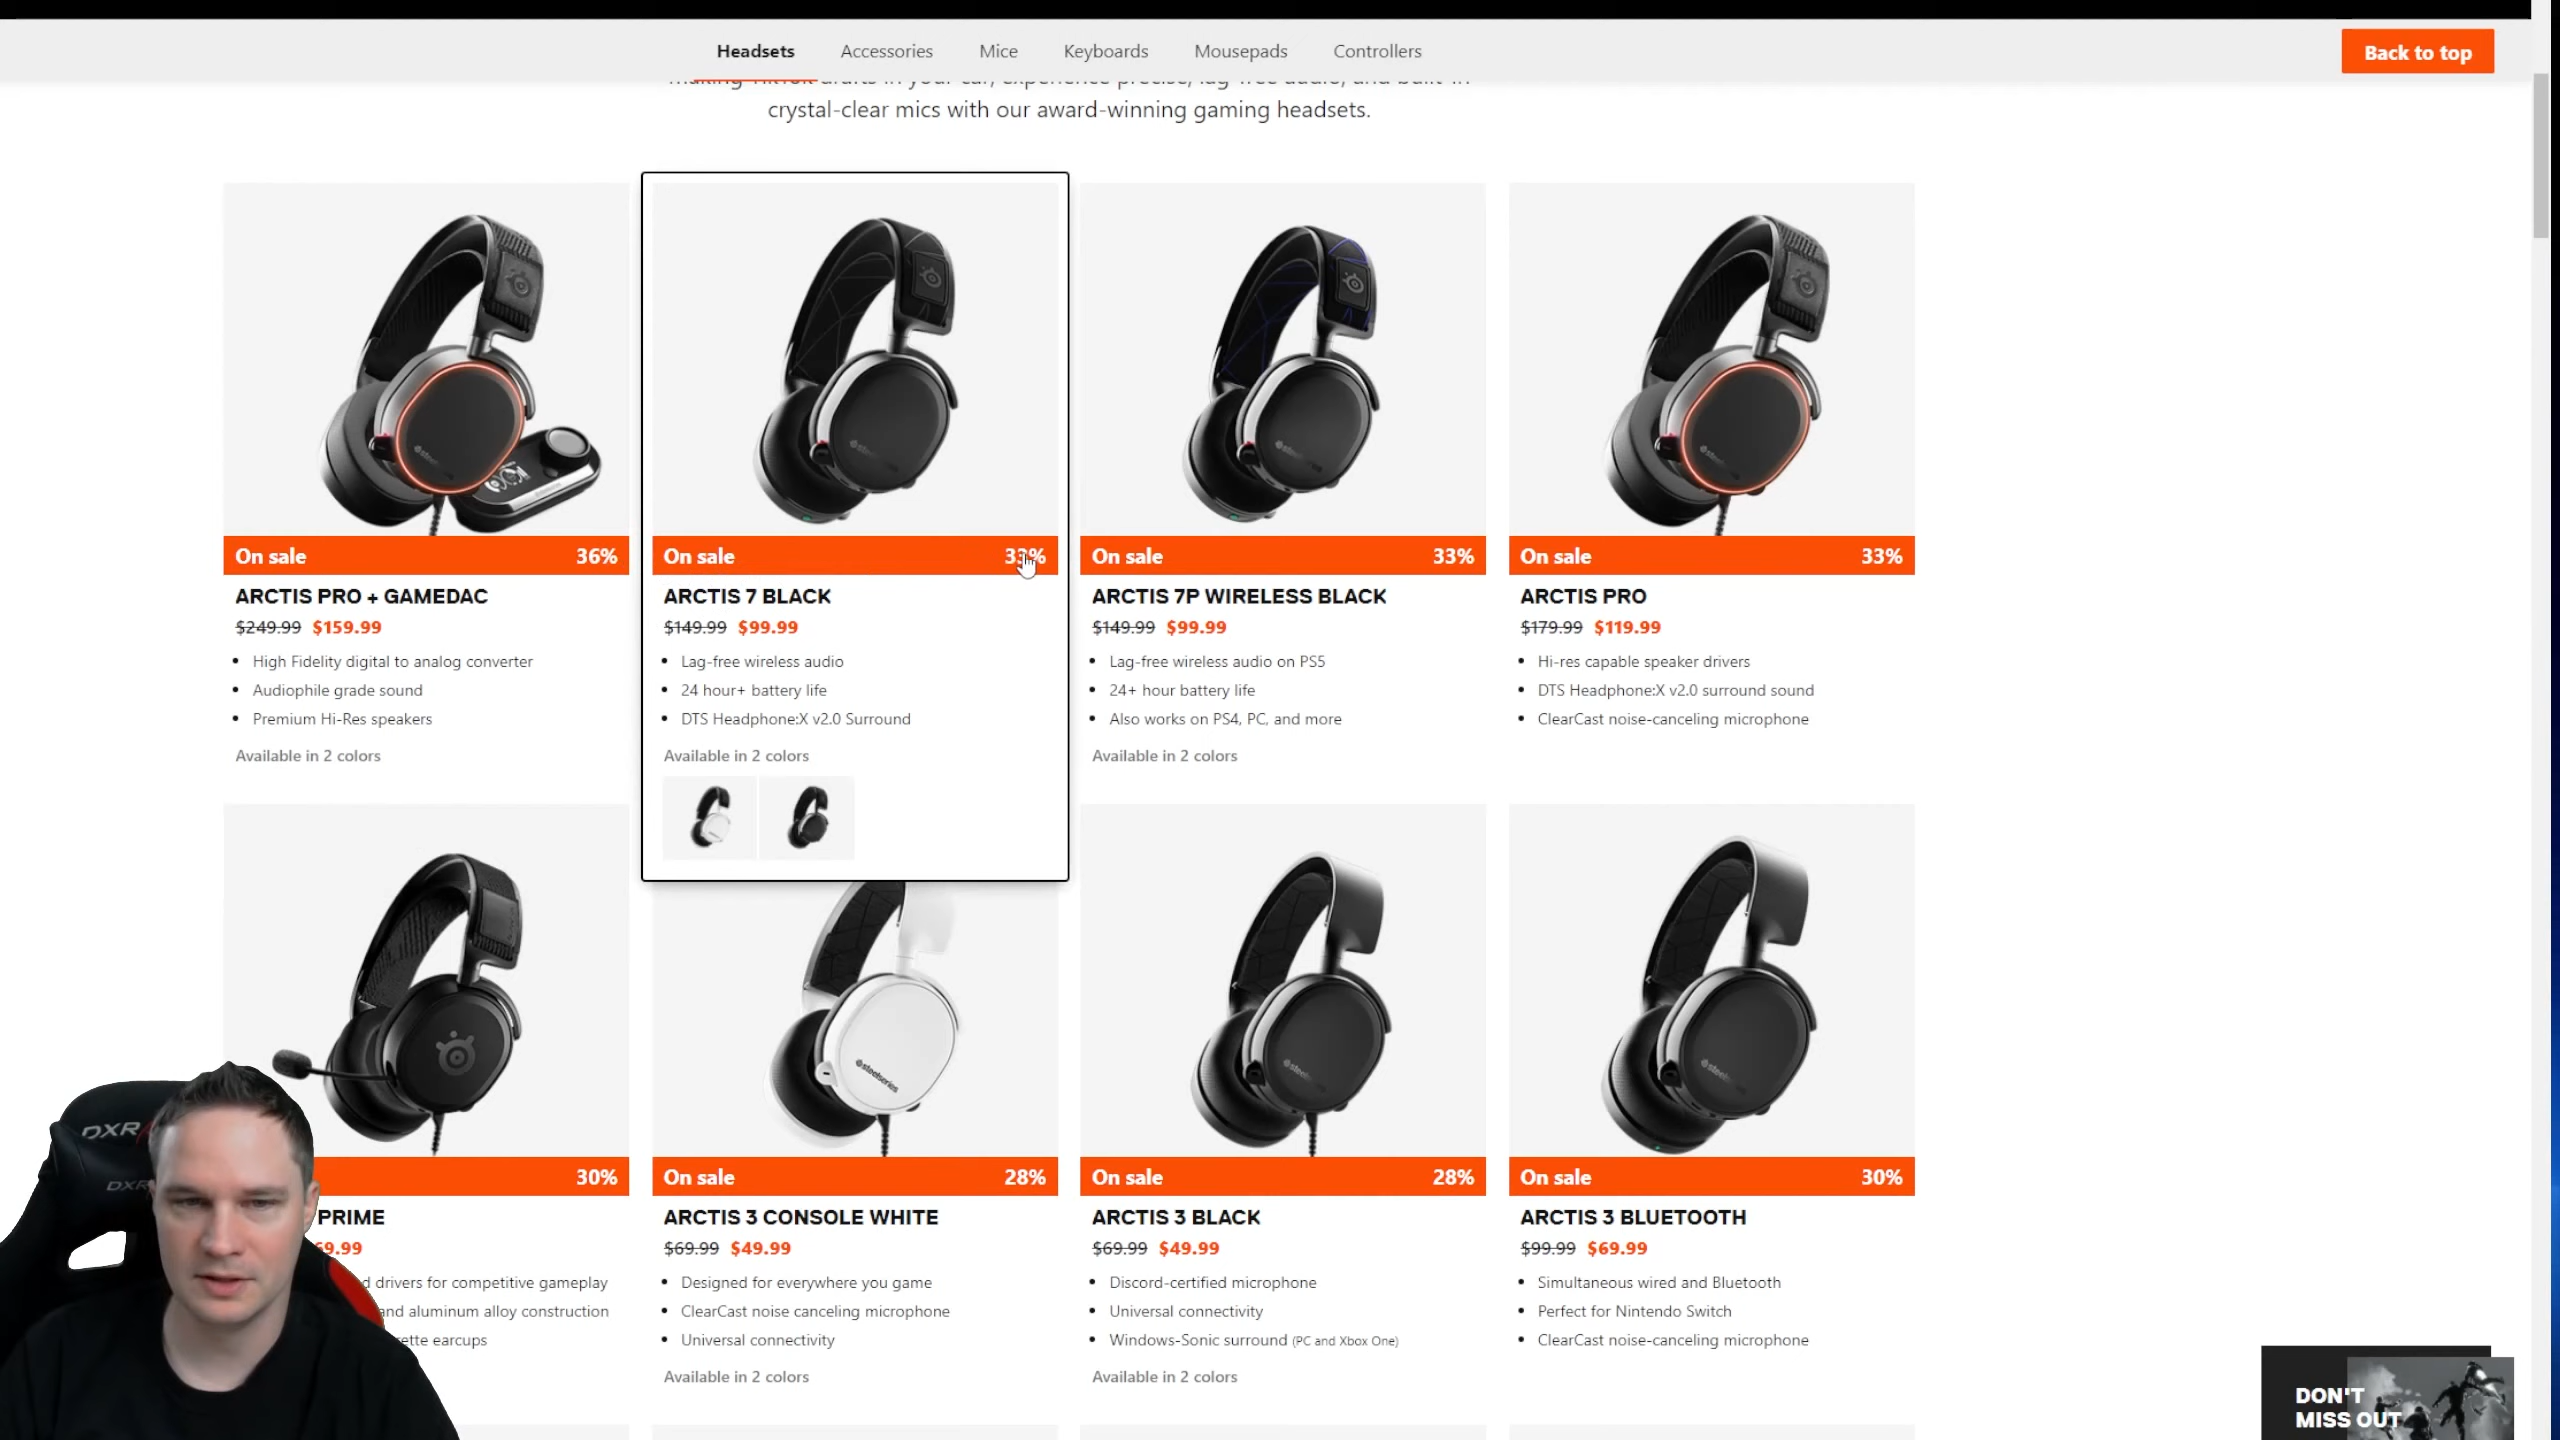 Headsets
Accessories
Mice
Keyboards
Mousepads
Controllers
Back to top
crystal-clear mics with our award-winning gaming headsets.
On sale 36%
ARCTIS PRO + GAMEDAC
$249.99 $159.99
High Fidelity digital to analog converter
Audiophile grade sound
Premium Hi-Res speakers
Available in 2 colors
On sale 33%
ARCTIS 7 BLACK
$149.99 $99.99
Lag-free wireless audio
24 hour+ battery life
DTS Headphone:X v2.0 Surround
Available in 2 colors
On sale 33%
ARCTIS 7P WIRELESS BLACK
$149.99 $99.99
Lag-free wireless audio on PS5
24+ hour battery life
Also works on PS4, PC, and more
Available in 2 colors
On sale 33%
ARCTIS PRO
$179.99 $119.99
Hi-res capable speaker drivers
DTS Headphone:X v2.0 surround sound
ClearCast noise-canceling microphone
30%
PRIME
drivers for competitive gameplay
and aluminum alloy construction
earcups
steelseries
On sale 28%
ARCTIS 3 CONSOLE WHITE
$69.99 $49.99
Designed for everywhere you game
ClearCast noise canceling microphone
Universal connectivity
Available in 2 colors
On sale 28%
ARCTIS 3 BLACK
$69.99 $49.99
Discord-certified microphone
Universal connectivity
Windows-Sonic surround (PC and Xbox One)
Available in 2 colors
On sale 30%
ARCTIS 3 BLUETOOTH
$99.99 $69.99
Simultaneous wired and Bluetooth
Perfect for Nintendo Switch
ClearCast noise-canceling microphone
DON'T
MISS OUT